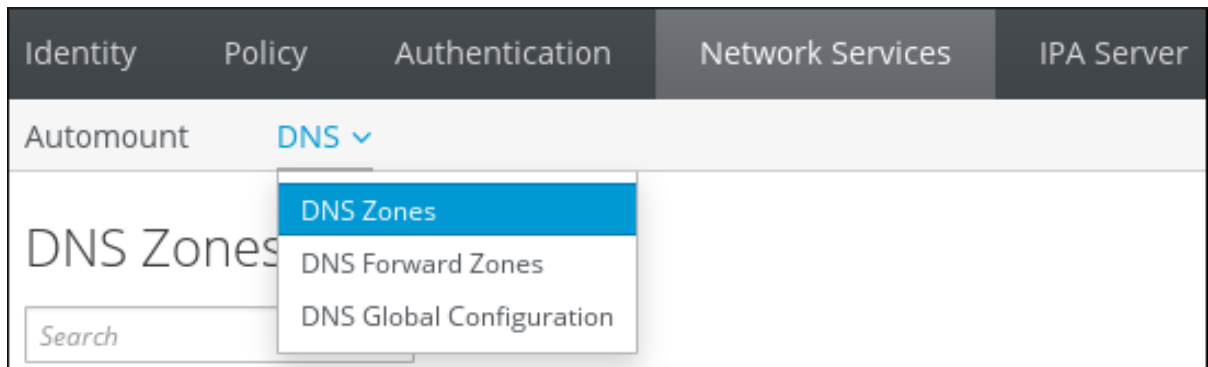 Identity Policy Authentication Network Services IPA Server
Automount DNS
DNS Zones
DNS Zones
DNS Forward Zones
DNS Global Configuration
Search